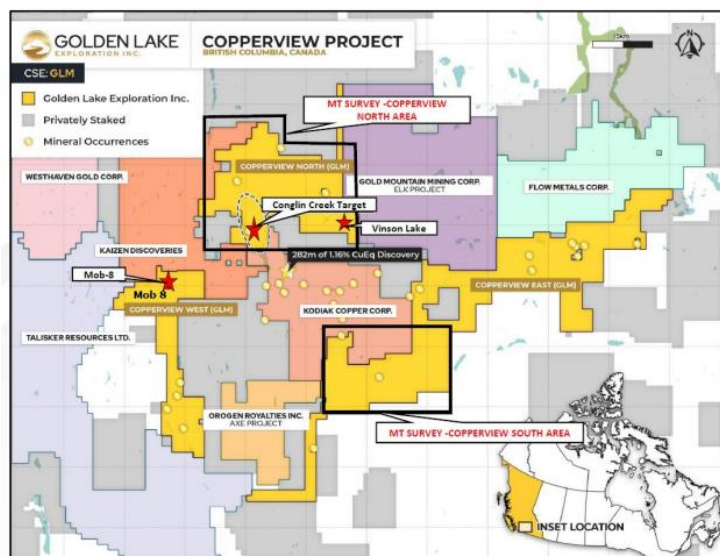 GOLDEN LAKE
EXPLORATION INC.
COPPERVIEW PROJECT
BRITISH COLUMBIA, CANADA
CSE: GLM
Golden Lake Exploration Inc.
Privately Staked
Mineral Occurrences
MT SURVEY -COPPERVIEW
NORTH AREA
WESTHAVEN GOLD CORP.
COPPERVIEW NORTH (GLM)
GOLD MOUNTAIN MINING CORP.
ELK PROJECT
FLOW METALS CORP.
Conglin Creek Target
Vinson Lake
KAIZEN DISCOVERIES
282m of 1.16% CuEq Discovery
Mob-8
Mob 8
COPPERVIEW WEST (GLM)
KODIAK COPPER CORP.
COPPERVIEW EAST (GLM)
TALISKER RESOURCES LTD.
OROGEN ROYALTIES INC.
AXE PROJECT
MT SURVEY -COPPERVIEW SOUTH AREA
INSET LOCATION